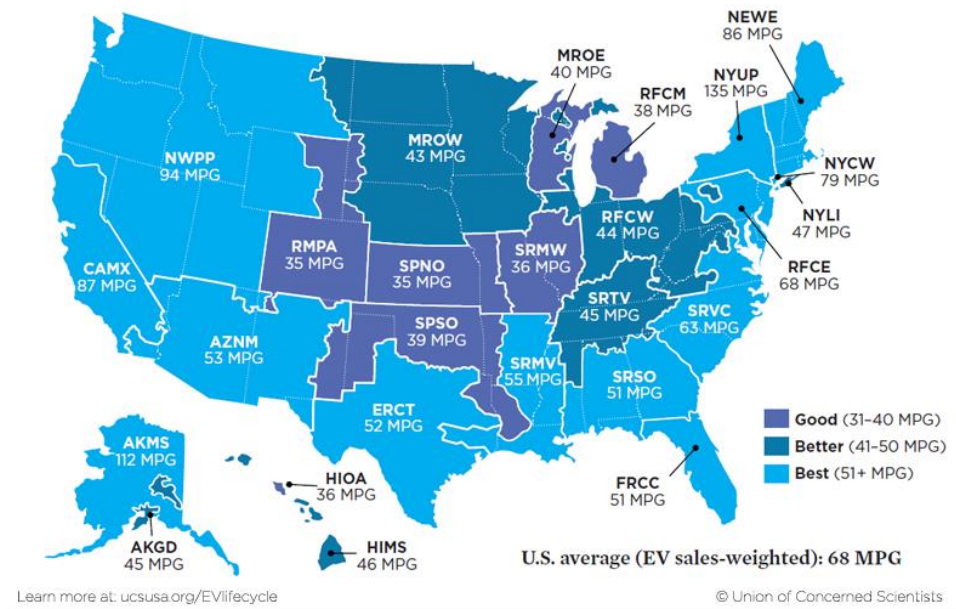 NEWE
86 MPG
MROE
40 MPG
NYUP
135 MPG
RFCM
38 MPG
MROW
43 MPG
NWPP
94 MPG
NYCW
79 MPG
NYLI
47 MPG
RFCW
44 MPG
RMPA
35 MPG
SRMW
36 MPG
SPNO
35 MPG
RFCE
68 MPG
CAMX
87 MPG
SRTV
45 MPG
SRVC
63 MPG
SPSO
39 MPG
AZNM
53 MPG
SRMV
55 MPG
SRSO
51 MPG
ERCT
52 MPG
Good (31–40 MPG)
Better (41–50 MPG)
Best (51+ MPG)
AKMS
112 MPG
HIOA
36 MPG
FRCC
51 MPG
AKGD
45 MPG
HIMS
46 MPG
U.S. average (EV sales-weighted): 68 MPG
Learn more at: ucsusa.org/EVlifecycle
© Union of Concerned Scientists